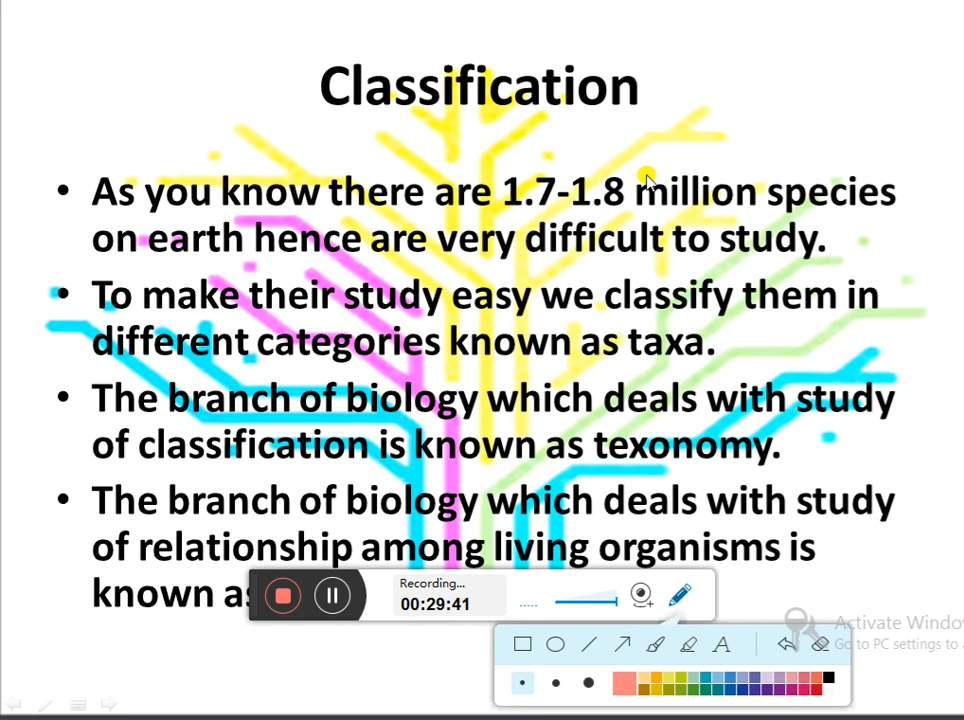 Classification
• As you know there are 1.7-1.8 million species
on earth hence are very difficult to study.
• To make their study easy we classify them in
different categories known as taxa.
• The branch of biology which deals with study
of classification is known as texonomy.
• The branch of biology which deals with study
of relationship among living organisms is
known as
Recording...
00:29:41
A
Activate Window
Go to PC settings to a